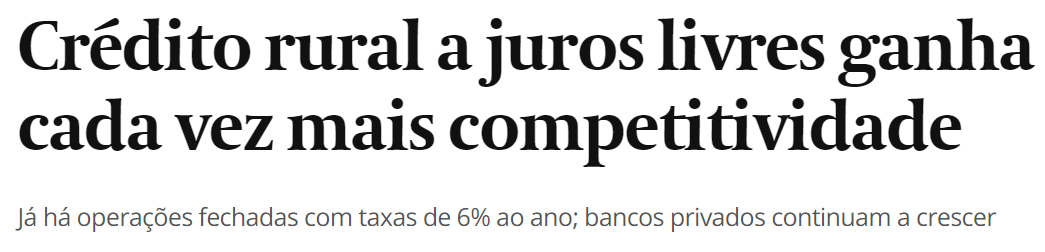 Crédito rural a juros livres ganha
cada vez mais competitividade
Já há operações fechadas com taxas de 6% ao ano; bancos privados continuam a crescer